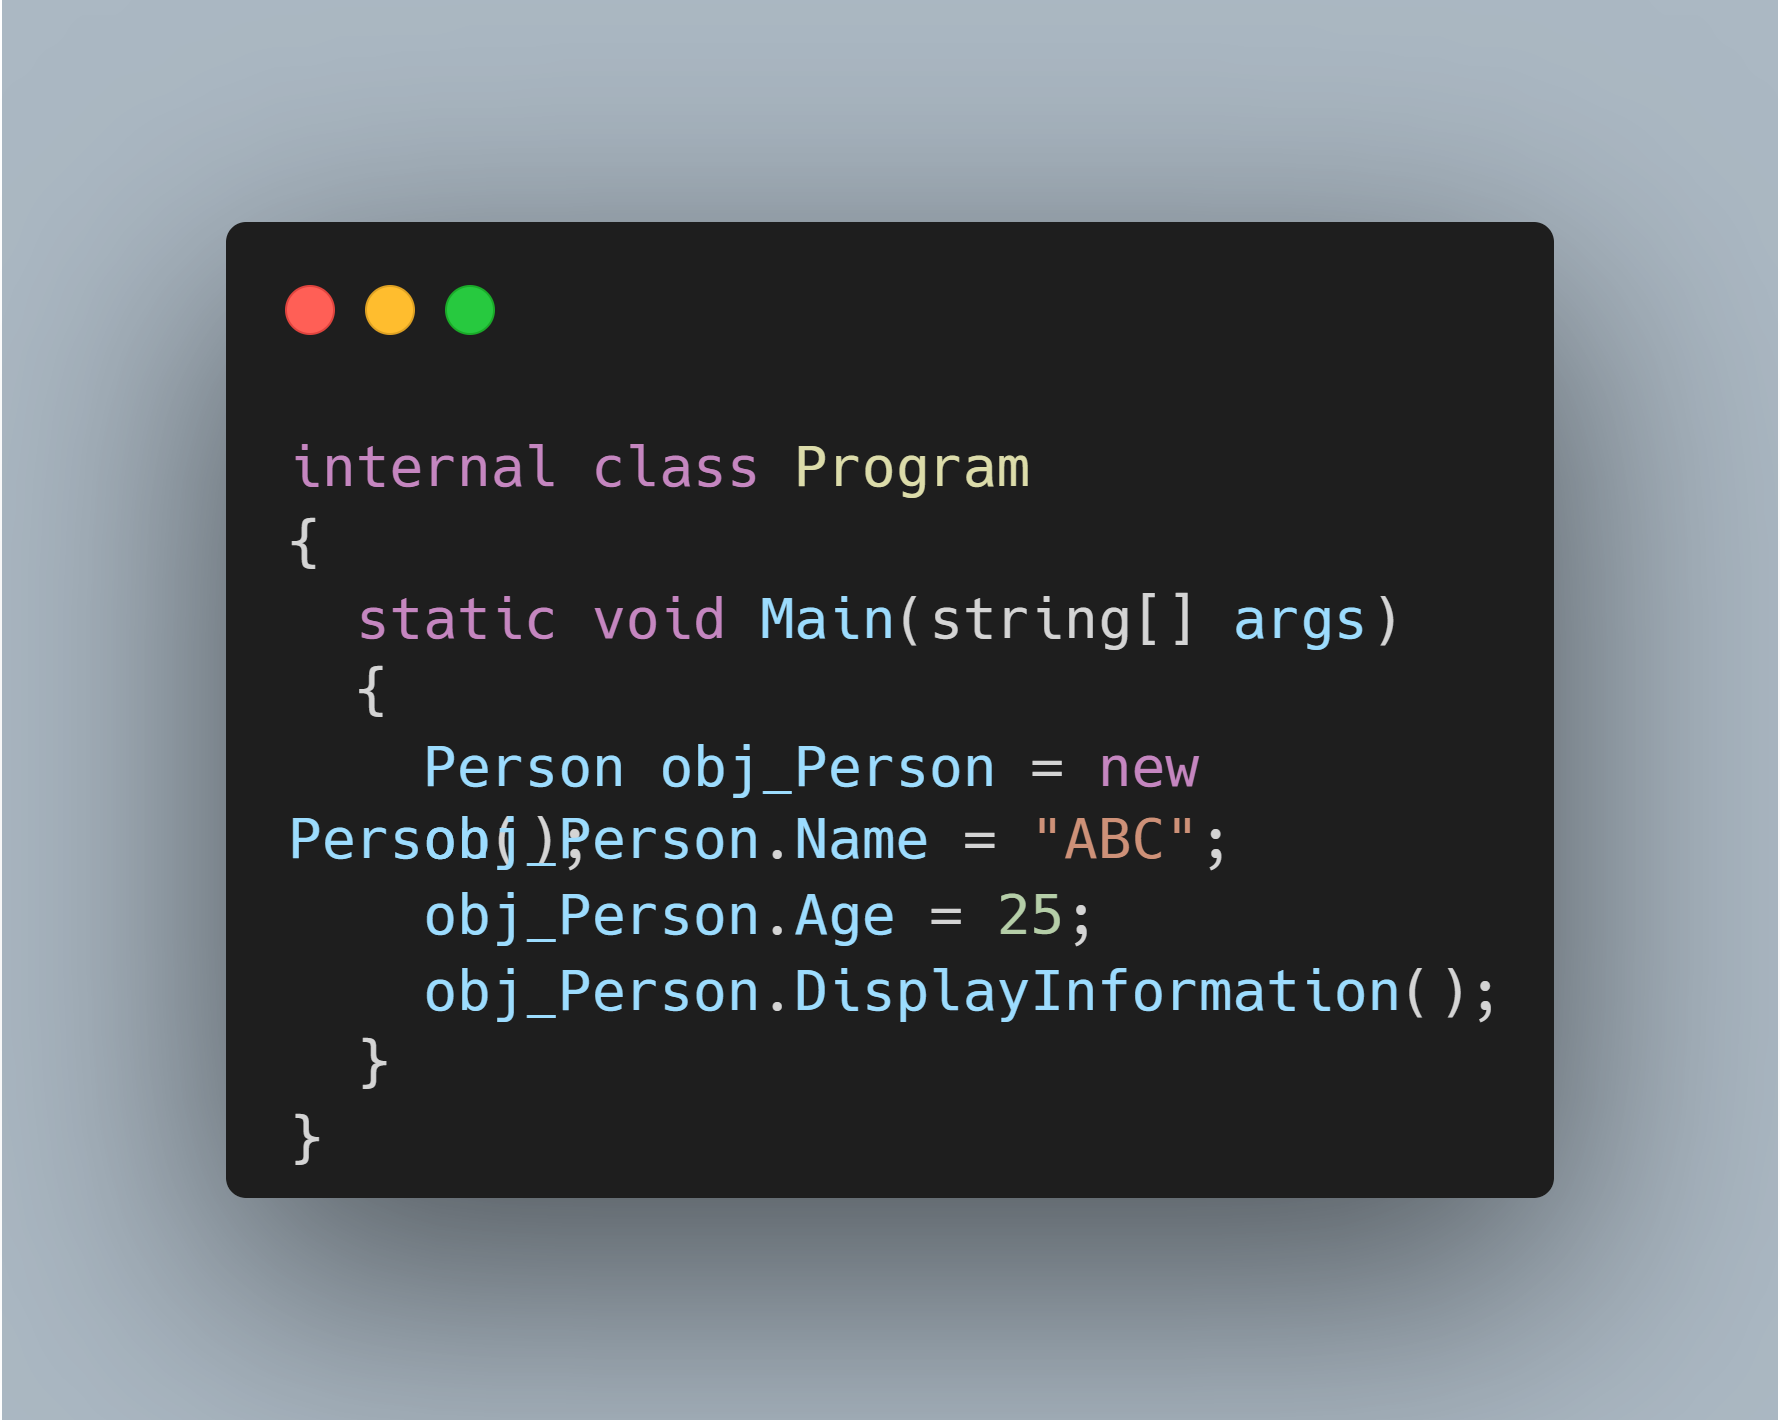 internal class Program
{
  static void Main(string[] args)
  {
    Person obj_Person = new
Person();
    obj_Person.Name = "ABC";
    obj_Person.Age = 25;
    obj_Person.DisplayInformation();
  }
}